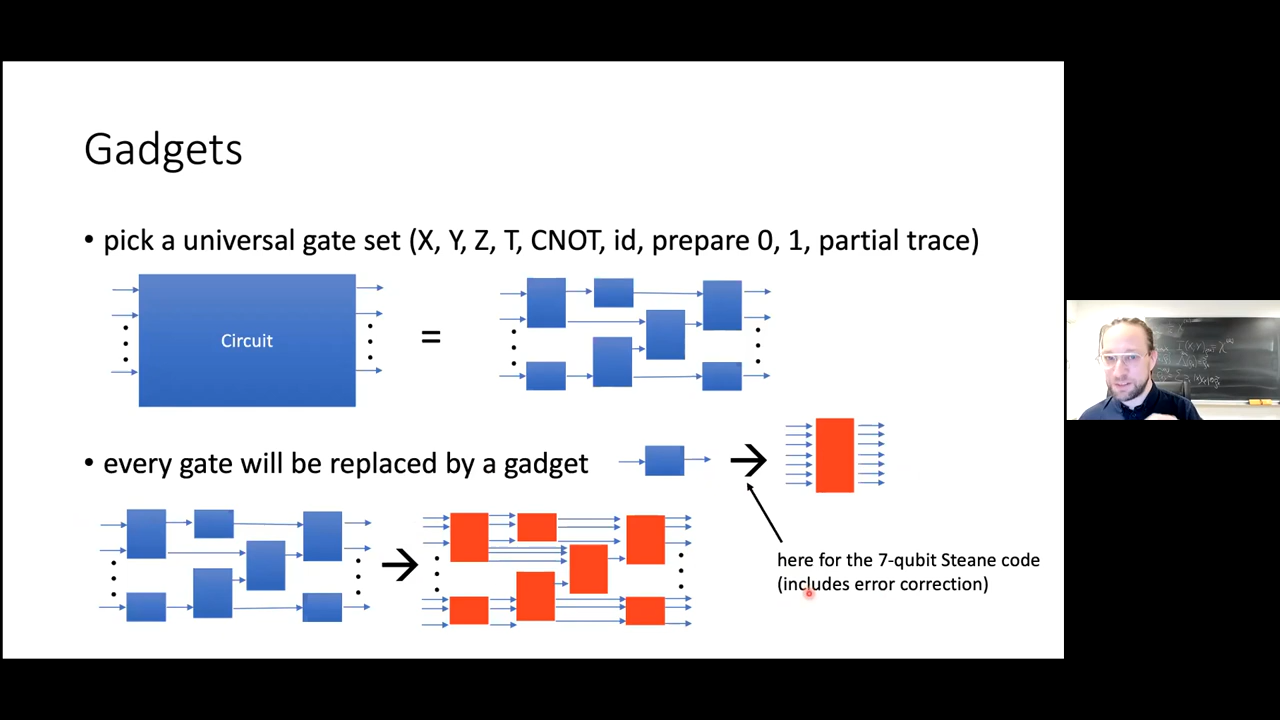 Gadgets
• pick a universal gate set (X, Y, Z, T, CNOT, id, prepare 0, 1, partial trace)
Circuit
=
• every gate will be replaced by a gadget
here for the 7-qubit Steane code
(includes error correction)